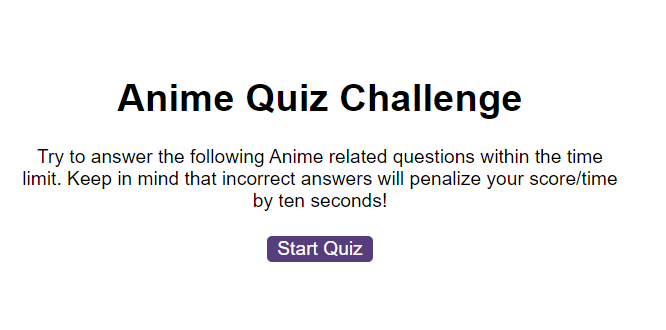 Anime Quiz Challenge
Try to answer the following Anime related questions within the time
limit. Keep in mind that incorrect answers will penalize your score/time
by ten seconds!
Start Quiz